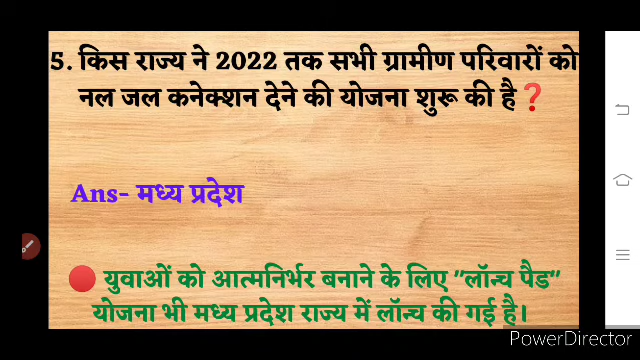 5. किस राज्य ने 2022 तक सभी ग्रामीण परिवारों को
नल जल कनेक्शन देने की योजना शुरू की है❓
Ans- मध्य प्रदेश
🔴 युवाओं को आत्मनिर्भर बनाने के लिए "लॉन्च पैड"
योजना भी मध्य प्रदेश राज्य में लॉन्च की गई है।
PowerDirector